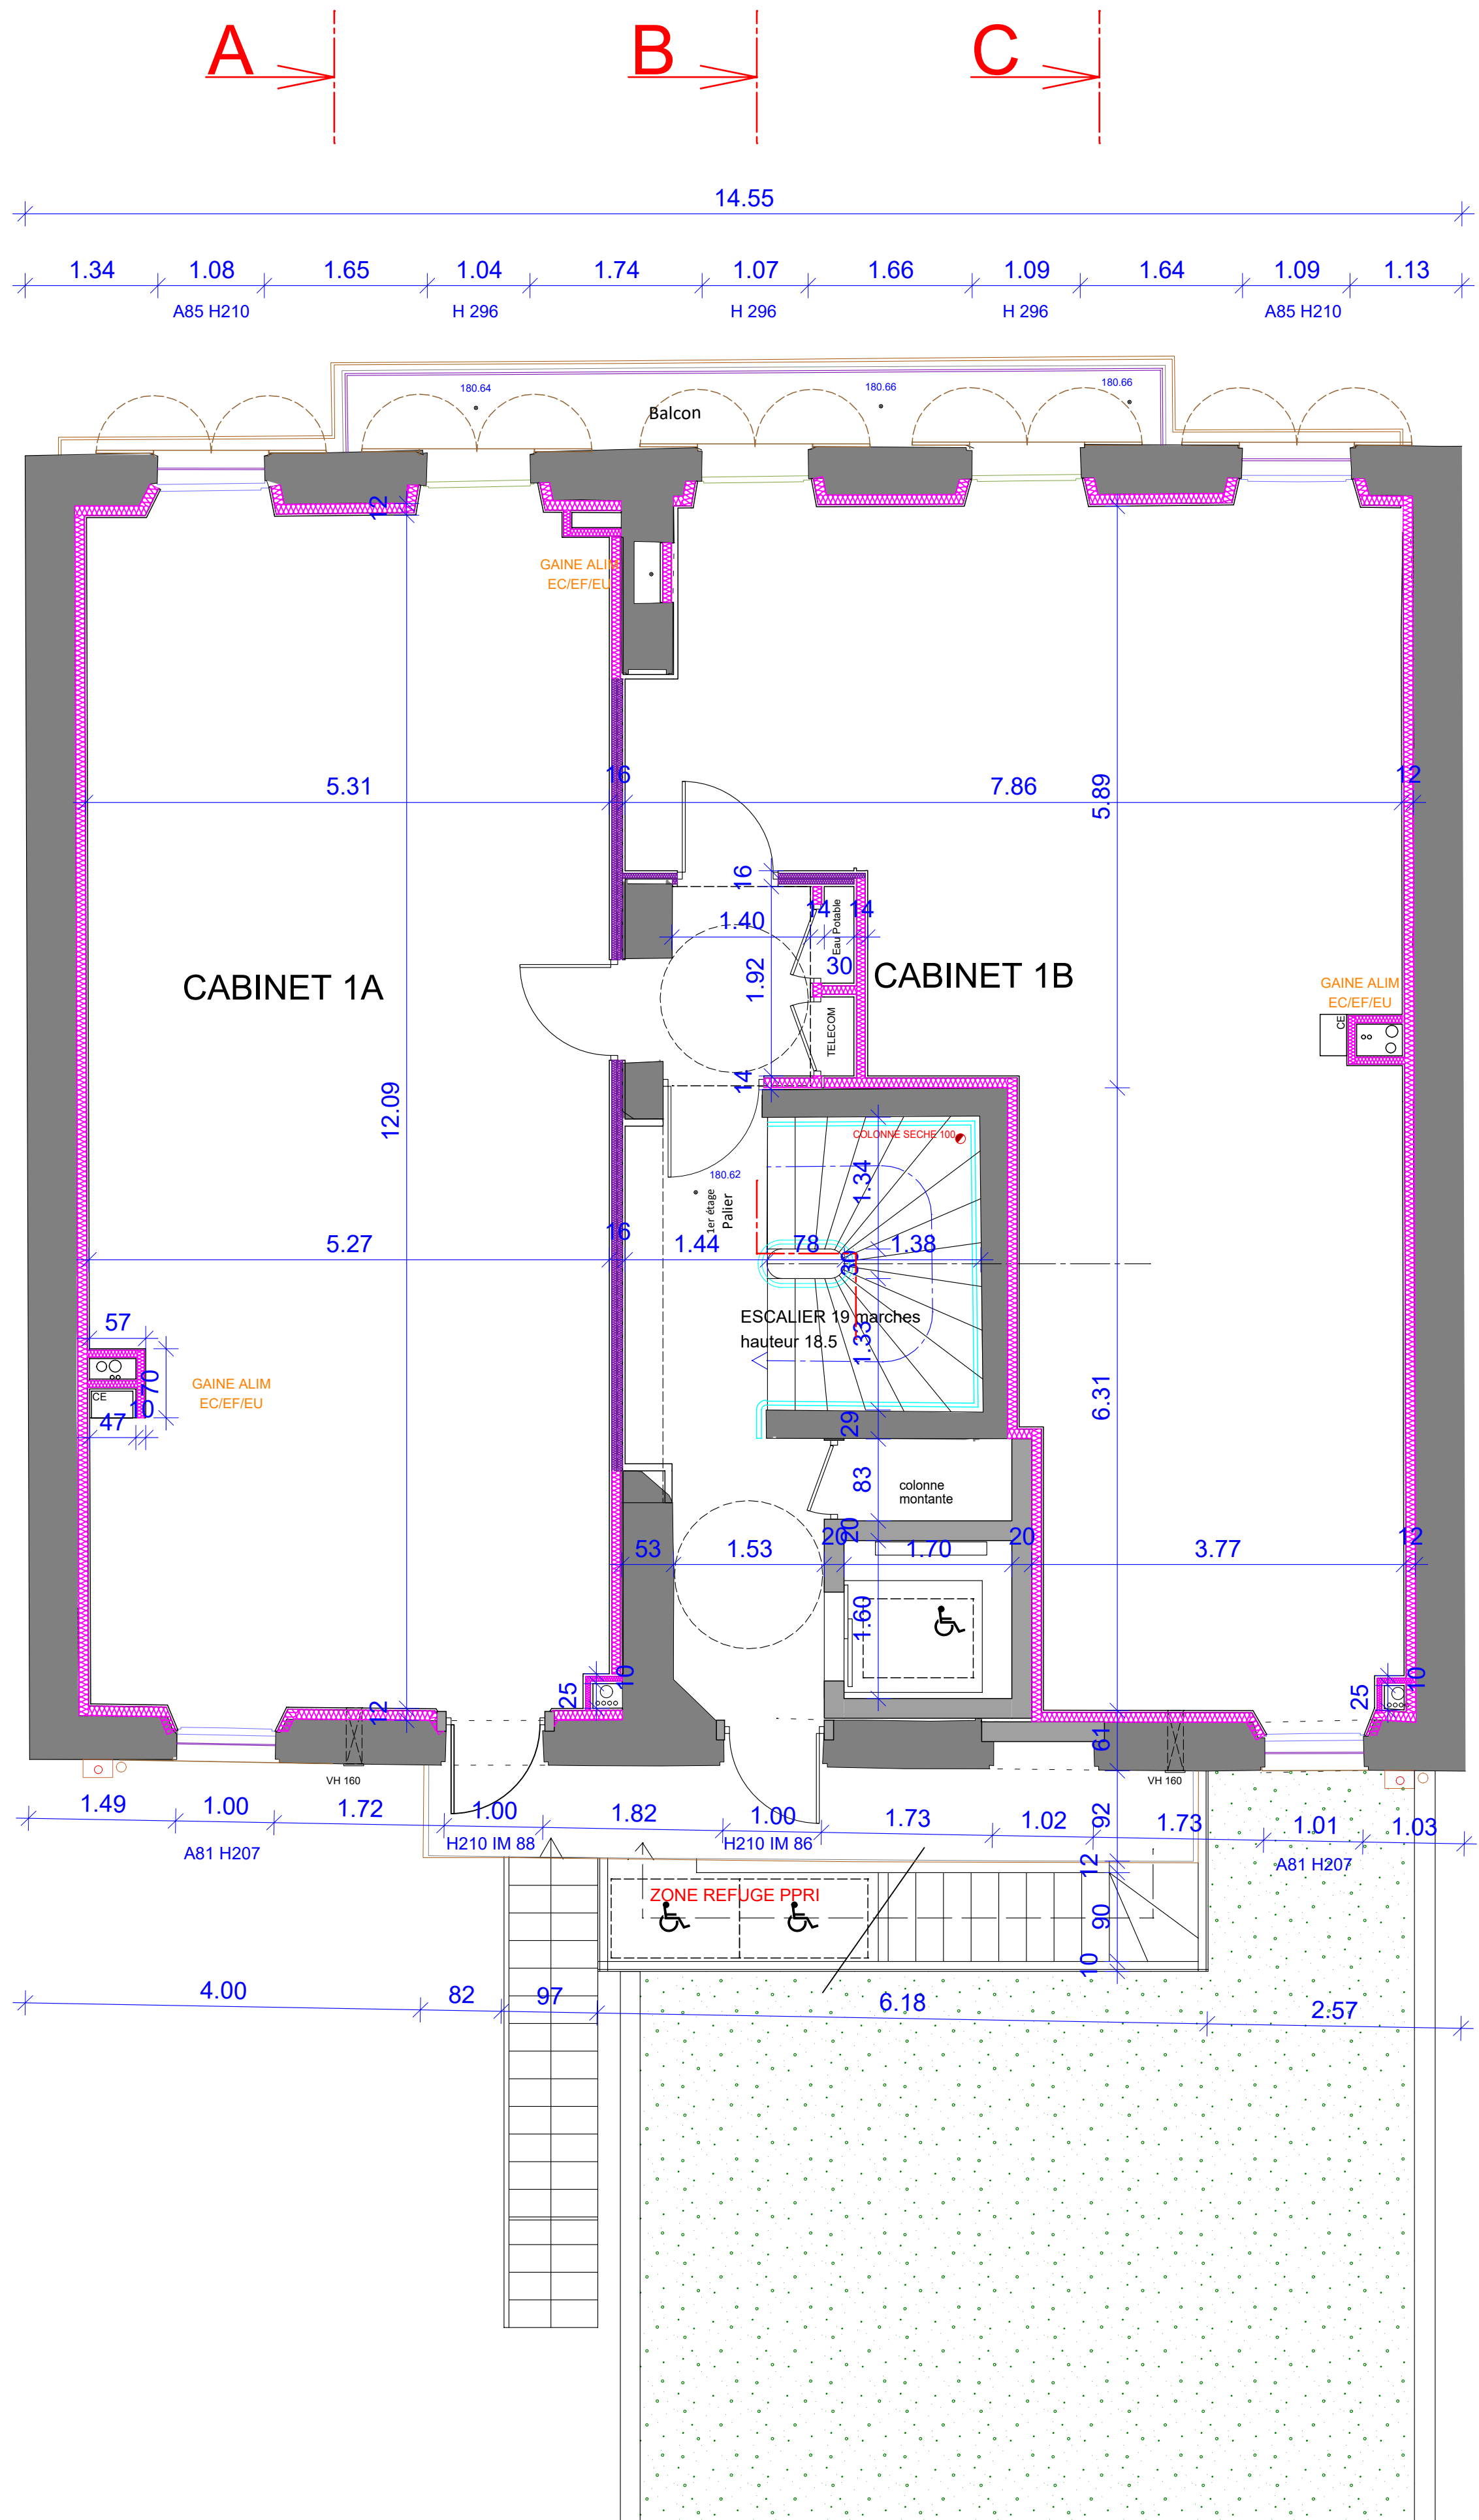 A B C
14.55
1.34 1.08 1.65 1.04 1.74 1.07 1.66 1.09 1.64 1.09 1.13
A85 H210 H 296 H 296 H 296 A85 H210
180.64 180.66 180.66
Balcon
12
GAINE ALIM
EC/EF/EU
5.31 16 7.86 12
5.89
16
14 14
1.40
Eau Potable
30
1.92
CABINET 1A CABINET 1B
GAINE ALIM
EC/EF/EU
CE
TELECOM
14
12.09
COLONNE SECHE 100
180.62
1er étage
Palier
1.34
5.27 16 1.44 78 1.38
30
ESCALIER 19 marches
hauteur 18.5
1.33
57
70
CE
10
47
GAINE ALIM
EC/EF/EU
6.31
29
83
colonne
montante
20
53 1.53 20 1.70 20 3.77 12
1.60
25 10
25 10
12
61
VH 160 VH 160
1.49 1.00 1.72 1.00 1.82 1.00 1.73 1.02 1.73 1.01 1.03
92
A81 H207 H210 IM 88 H210 IM 86 A81 H207
12
ZONE REFUGE PPRI
90
10
4.00 82 97 6.18 2.57